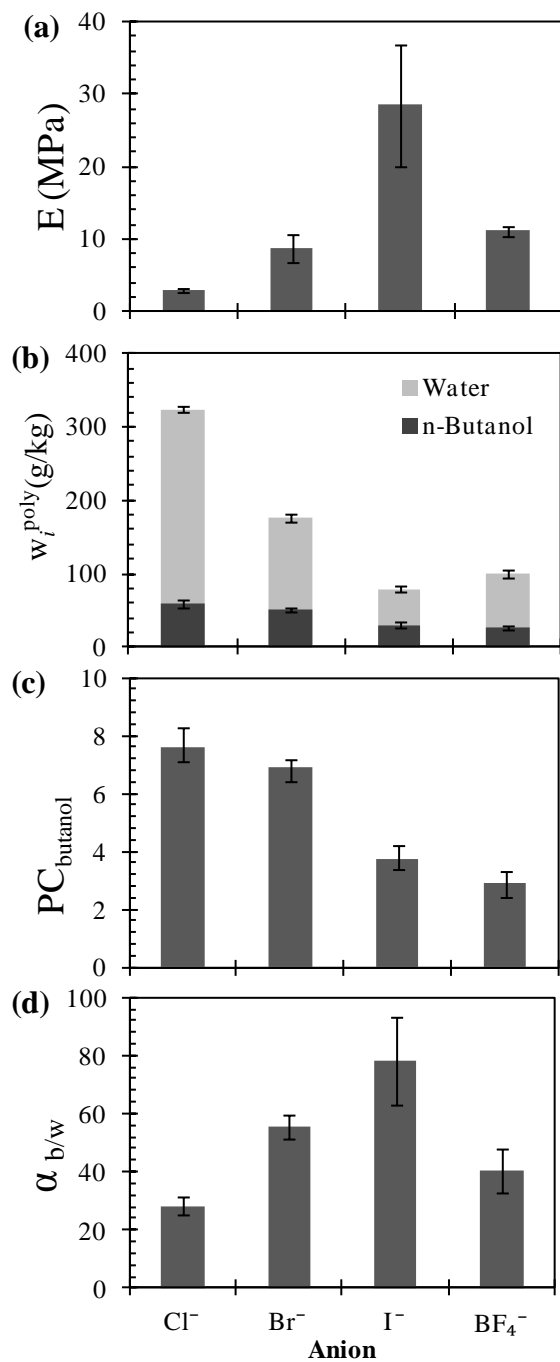 (a)
E (MPa)
40
30
20
10
0
(b)
w_i^poly (g/kg)
400
300
200
100
0
Water
n-Butanol
(c)
PC_butanol
10
8
6
4
2
0
(d)
α b/w
100
80
60
40
20
0
Cl⁻ Br⁻ I⁻ BF₄⁻
Anion